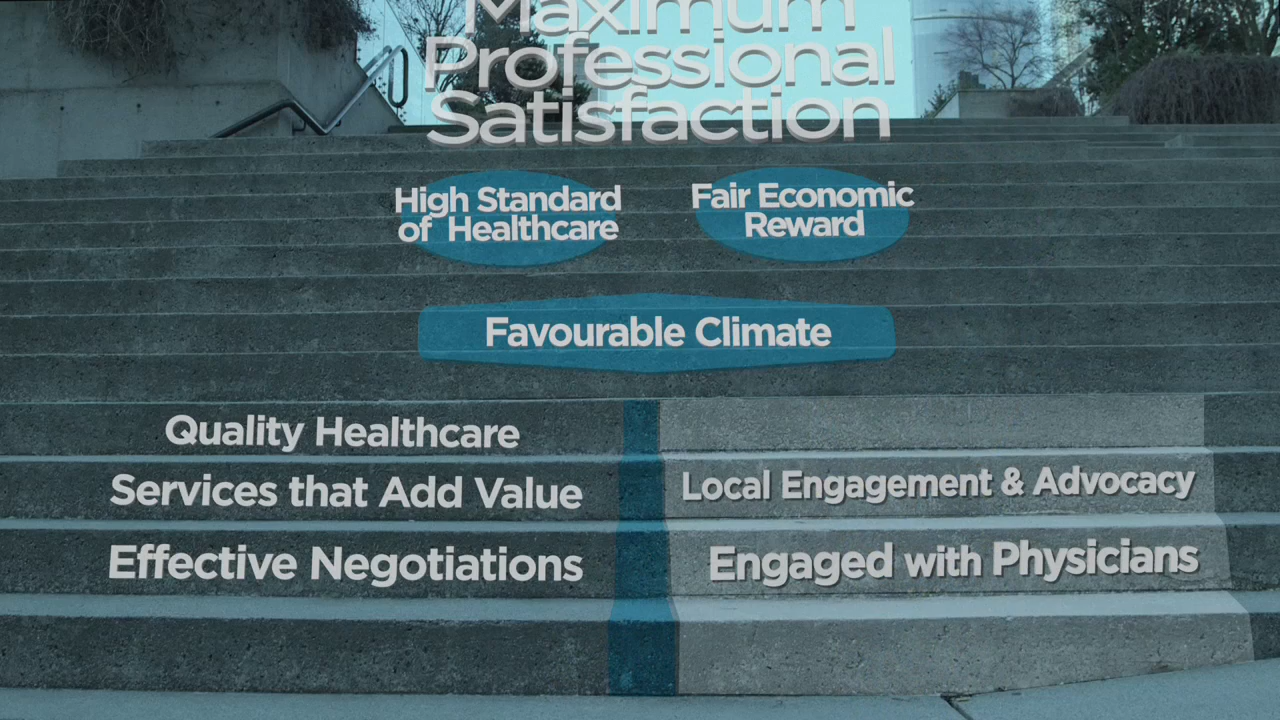 Maximum
Professional
Satisfaction
High Standard
of Healthcare
Fair Economic
Reward
Favourable Climate
Quality Healthcare
Services that Add Value
Local Engagement & Advocacy
Effective Negotiations
Engaged with Physicians